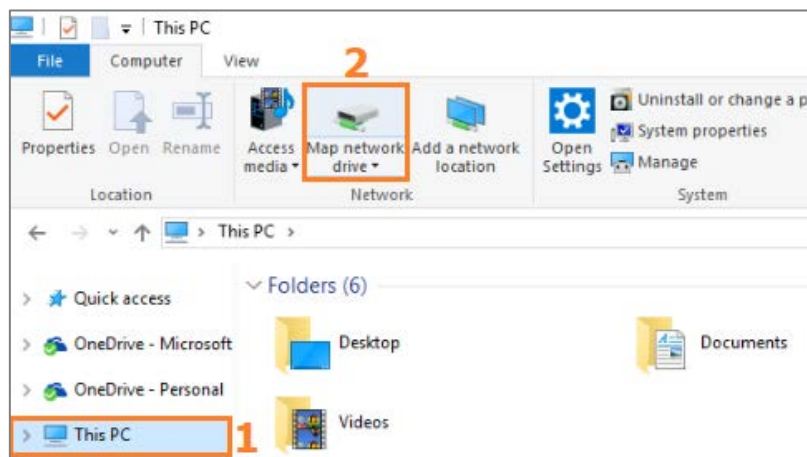 This PC
File Computer View
2
Properties Open Rename
Access media
Map network drive
Add a network location
Open Settings
Uninstall or change a p
System properties
Manage
Location Network System
This PC
Quick access
OneDrive - Microsoft
OneDrive - Personal
This PC 1
Folders (6)
Desktop Documents
Videos